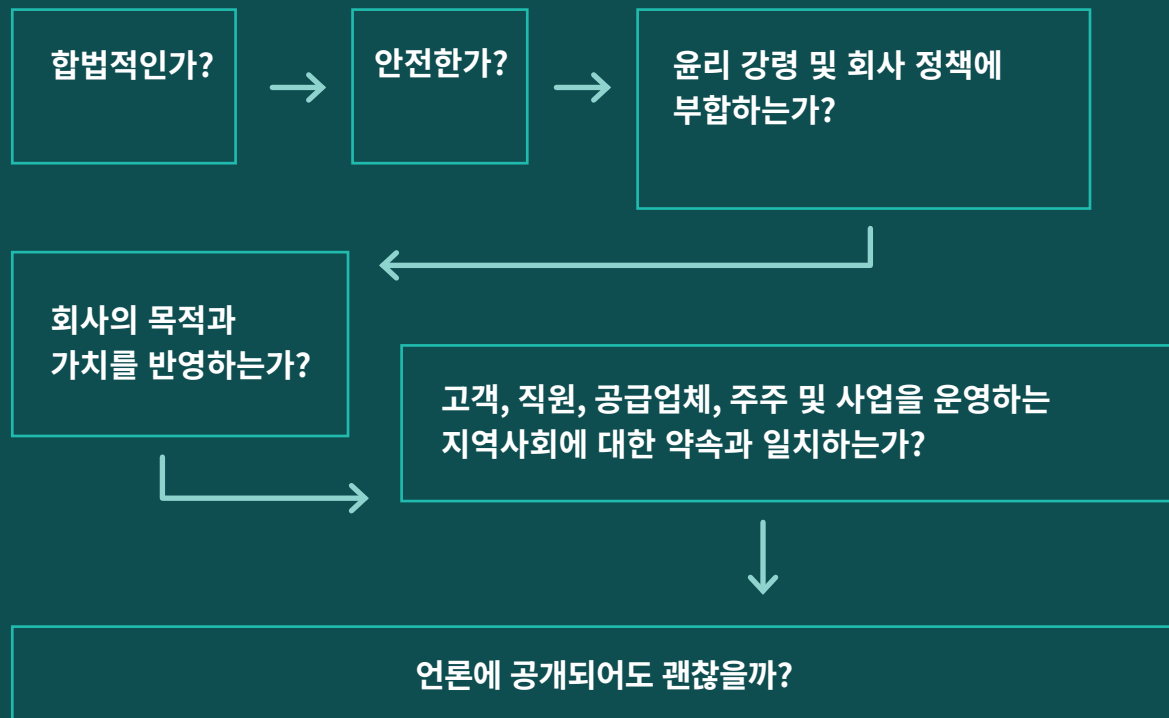 합법적인가?
안전한가?
윤리 강령 및 회사 정책에
부합하는가?
회사의 목적과
가치를 반영하는가?
고객, 직원, 공급업체, 주주 및 사업을 운영하는
지역사회에 대한 약속과 일치하는가?
언론에 공개되어도 괜찮을까?